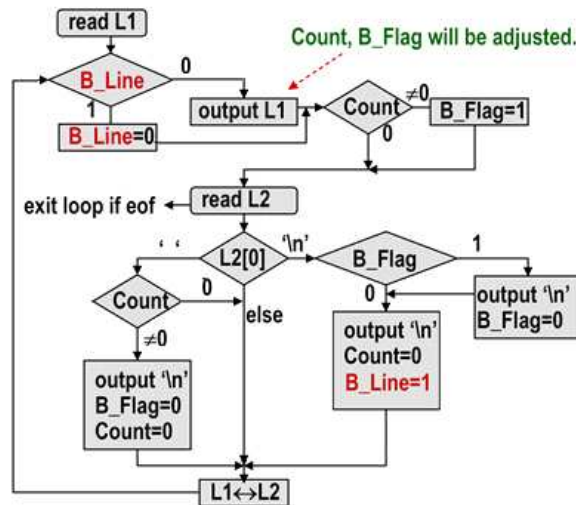 read L1
Count, B_Flag will be adjusted.
B_Line
0
1
output L1
Count
≠0
B_Flag=1
B_Line=0
0
read L2
exit loop if eof
‘ ‘
L2[0]
‘\n’
B_Flag
1
Count
0
else
0
output ‘\n’
B_Flag=0
≠0
output ‘\n’
Count=0
B_Line=1
output ‘\n’
B_Flag=0
Count=0
L1↔L2